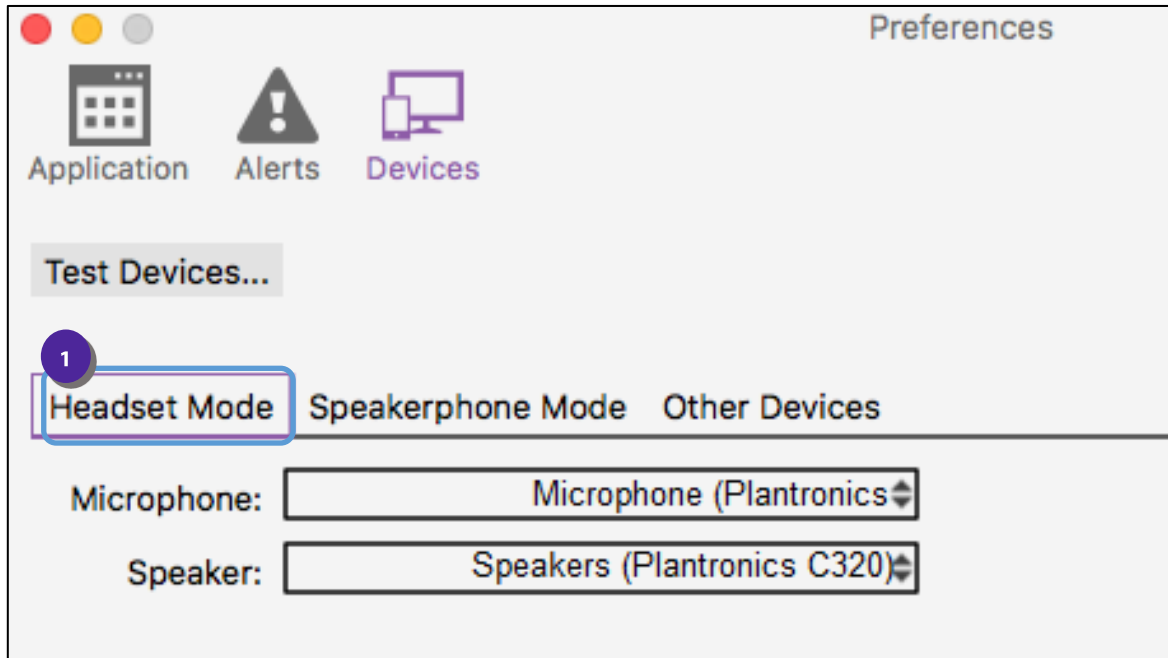 Preferences
Application Alerts Devices
Test Devices...
1
Headset Mode Speakerphone Mode Other Devices
Microphone: Microphone (Plantronics
Speaker: Speakers (Plantronics C320)